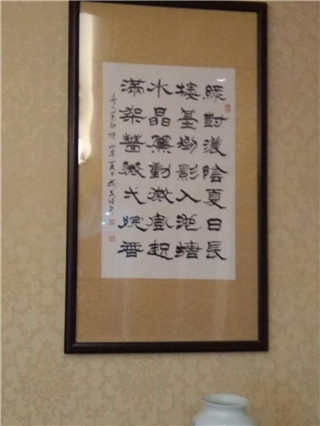 綠樹濃陰夏日長
樓臺倒影入池塘
水晶簾動微風起
滿架薔薇一院香